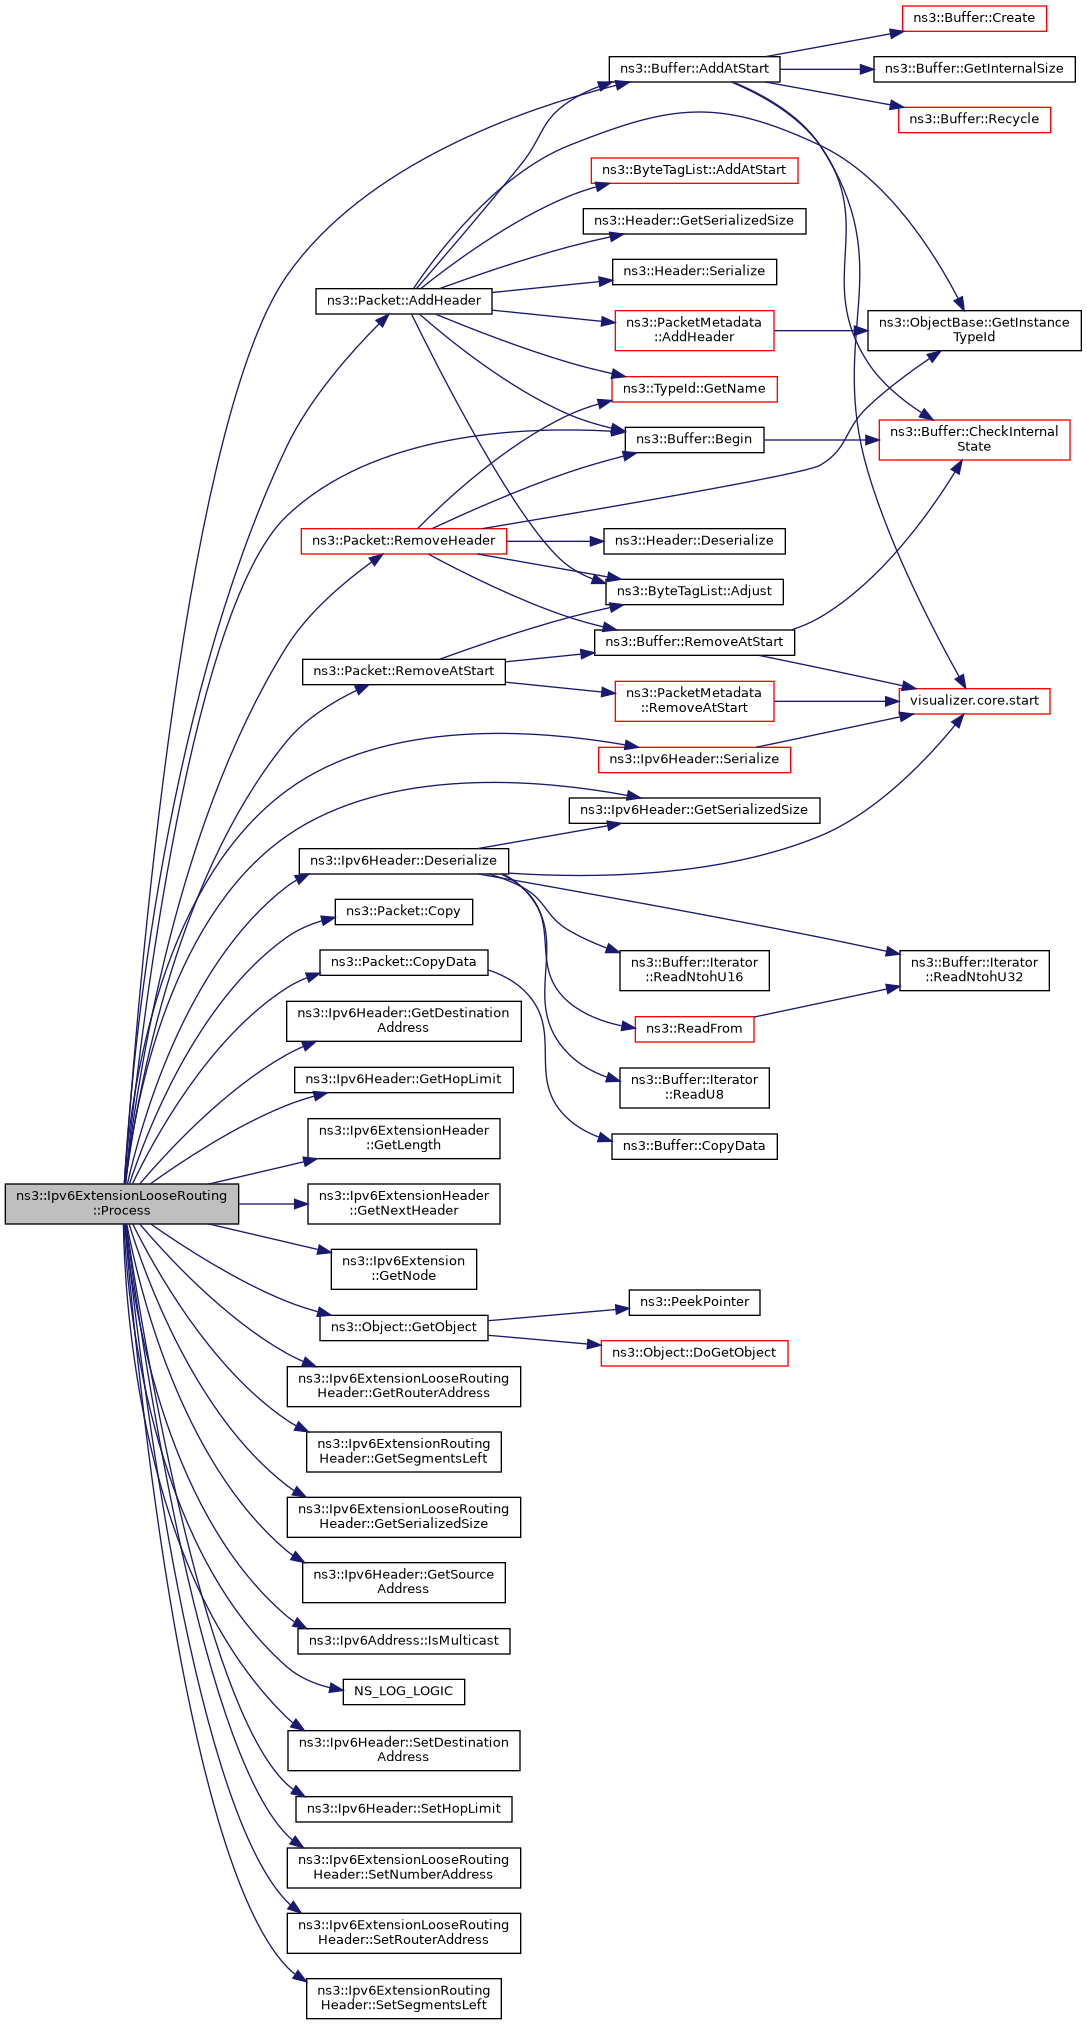 ns3::Buffer::Create
ns3::Buffer::AddAtStart
ns3::Buffer::GetInternalSize
ns3::Buffer::Recycle
ns3::ByteTagList::AddAtStart
ns3::Header::GetSerializedSize
ns3::Header::Serialize
ns3::Packet::AddHeader
ns3::PacketMetadata
::AddHeader
ns3::ObjectBase::GetInstance
TypeId
ns3::TypeId::GetName
ns3::Buffer::Begin
ns3::Buffer::CheckInternal
State
ns3::Packet::RemoveHeader
ns3::Header::Deserialize
ns3::ByteTagList::Adjust
ns3::Buffer::RemoveAtStart
ns3::Packet::RemoveAtStart
ns3::PacketMetadata
::RemoveAtStart
visualizer.core.start
ns3::Ipv6Header::Serialize
ns3::Ipv6Header::GetSerializedSize
ns3::Ipv6Header::Deserialize
ns3::Packet::Copy
ns3::Packet::CopyData
ns3::Buffer::Iterator
::ReadNtohU16
ns3::Buffer::Iterator
::ReadNtohU32
ns3::Ipv6Header::GetDestination
Address
ns3::ReadFrom
ns3::Ipv6Header::GetHopLimit
ns3::Buffer::Iterator
::ReadU8
ns3::Ipv6ExtensionHeader
::GetLength
ns3::Buffer::CopyData
ns3::Ipv6ExtensionLooseRouting
::Process
ns3::Ipv6ExtensionHeader
::GetNextHeader
ns3::Ipv6Extension
::GetNode
ns3::PeekPointer
ns3::Object::GetObject
ns3::Object::DoGetObject
ns3::Ipv6ExtensionLooseRouting
Header::GetRouterAddress
ns3::Ipv6ExtensionRouting
Header::GetSegmentsLeft
ns3::Ipv6ExtensionLooseRouting
Header::GetSerializedSize
ns3::Ipv6Header::GetSource
Address
ns3::Ipv6Address::IsMulticast
NS_LOG_LOGIC
ns3::Ipv6Header::SetDestination
Address
ns3::Ipv6Header::SetHopLimit
ns3::Ipv6ExtensionLooseRouting
Header::SetNumberAddress
ns3::Ipv6ExtensionLooseRouting
Header::SetRouterAddress
ns3::Ipv6ExtensionRouting
Header::SetSegmentsLeft